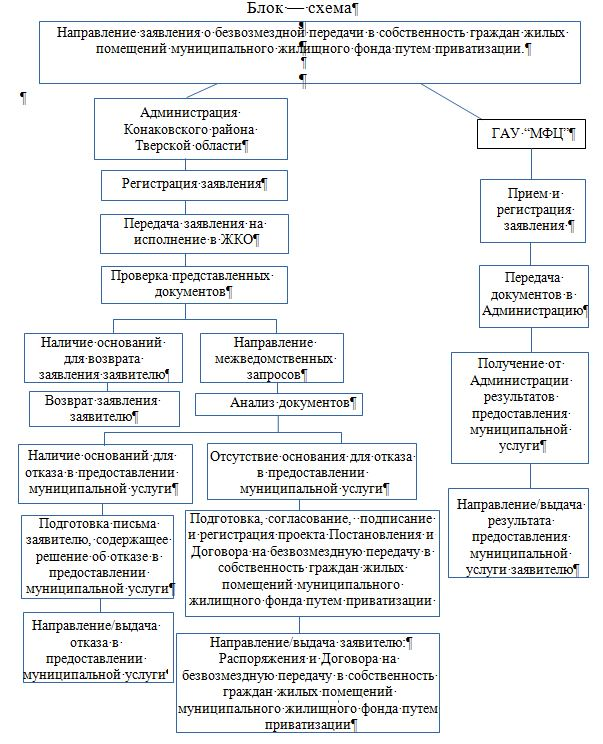 Блок — схема¶
Направление заявления о безвозмездной передачи в собственность граждан жилых
помещений муниципального жилищного фонда путем приватизации.¶
¶
¶
¶
Администрация
Конаковского района
Тверской области¶
ГАУ “МФЦ”¶
Регистрация заявления¶
Прием и
регистрация
заявления ¶
Передача заявления на
исполнение в ЖКО¶
Проверка представленных
документов¶
Передача
документов в
Администрацию¶
Наличие оснований
для возврата
заявления заявителю¶
Направление
межведомственных
запросов¶
Получение от
Администрации
результатов
предоставления
муниципальной
услуги¶
Возврат заявления
заявителю¶
Анализ документов¶
Наличие оснований для
отказа в предоставлении
муниципальной услуги¶
Отсутствие основания для отказа
в предоставлении
муниципальной услуги¶
Направление/выдача
результата
предоставления
муниципальной
услуги заявителю¶
Подготовка письма
заявителю, содержащее
решение об отказе в
предоставлении
муниципальной услуги¶
Подготовка, согласование, подписание
и регистрация проекта Постановления и
Договора на безвозмездную передачу в
собственность граждан жилых
помещений муниципального
жилищного фонда путем приватизации
Направление/выдача
отказа в
предоставлении
муниципальной услуги¶
Направление/выдача заявителю:¶
Распоряжения и Договора на
безвозмездную передачу в собственность
граждан жилых помещений
муниципального жилищного фонда путем
приватизации¶